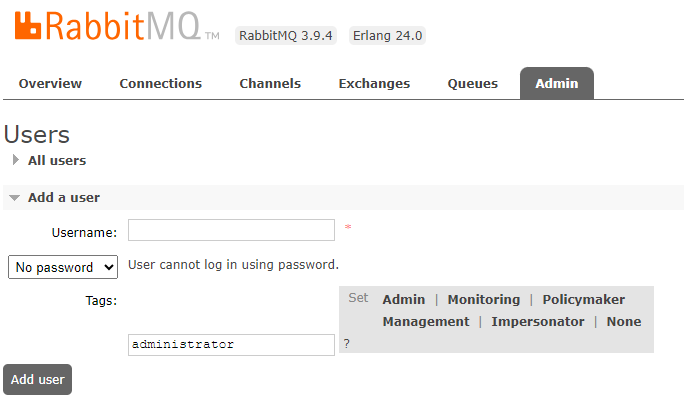 RabbitMQ TM RabbitMQ 3.9.4 Erlang 24.0
Overview Connections Channels Exchanges Queues Admin
Users
All users
Add a user
Username: *
No password User cannot log in using password.
Tags:
Set Admin | Monitoring | Policymaker
Management | Impersonator | None
administrator ?
Add user